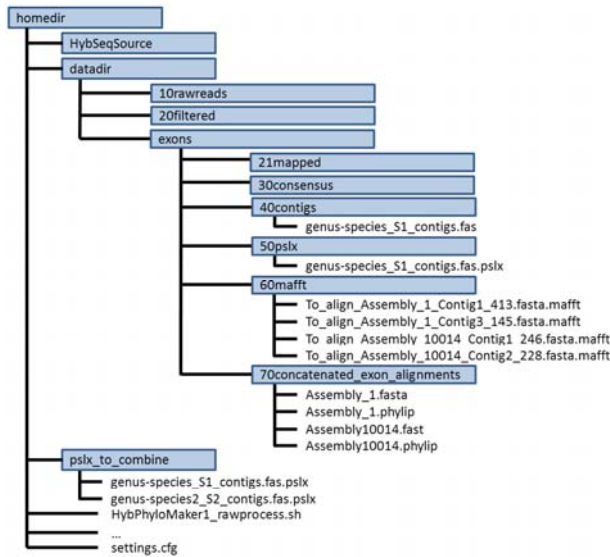 homedir
HybSeqSource
datadir
10rawreads
20filtered
exons
21mapped
30consensus
40contigs
genus-species_S1_contigs.fas
50pslx
genus-species_S1_contigs.fas.pslx
60mafft
To_align_Assembly_1_Contig1_413.fasta.mafft
To_align_Assembly_1_Contig3_145.fasta.mafft
To_align_Assembly_10014_Contig1_246.fasta.mafft
To_align_Assembly_10014_Contig2_228.fasta.mafft
70concatenated_exon_alignments
Assembly_1.fasta
Assembly_1.phylip
Assembly10014.fast
Assembly10014.phylip
pslx_to_combine
genus-species_S1_contigs.fas.pslx
genus-species2_S2_contigs.fas.pslx
HybPhyloMaker1_rawprocess.sh
...
settings.cfg